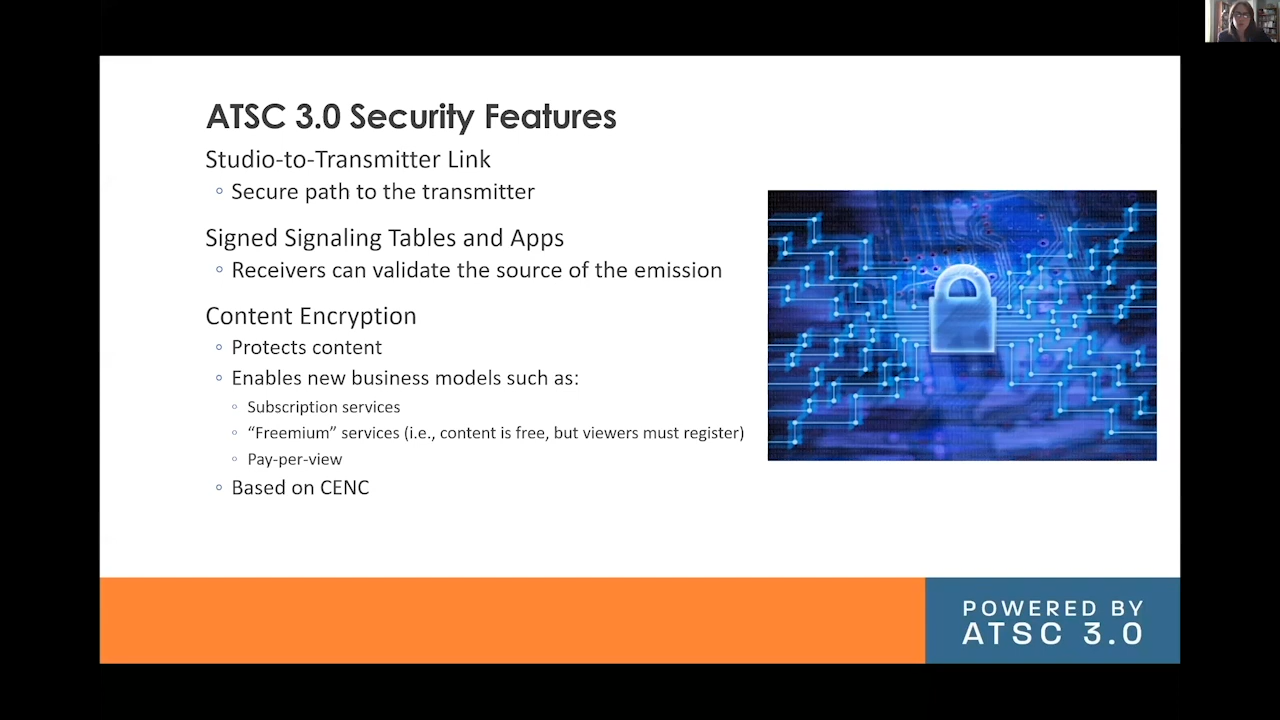 ATSC 3.0 Security Features
Studio-to-Transmitter Link
◦ Secure path to the transmitter
Signed Signaling Tables and Apps
◦ Receivers can validate the source of the emission
Content Encryption
◦ Protects content
◦ Enables new business models such as:
◦ Subscription services
◦ “Freemium” services (i.e., content is free, but viewers must register)
◦ Pay-per-view
◦ Based on CENC
POWERED BY
ATSC 3.0